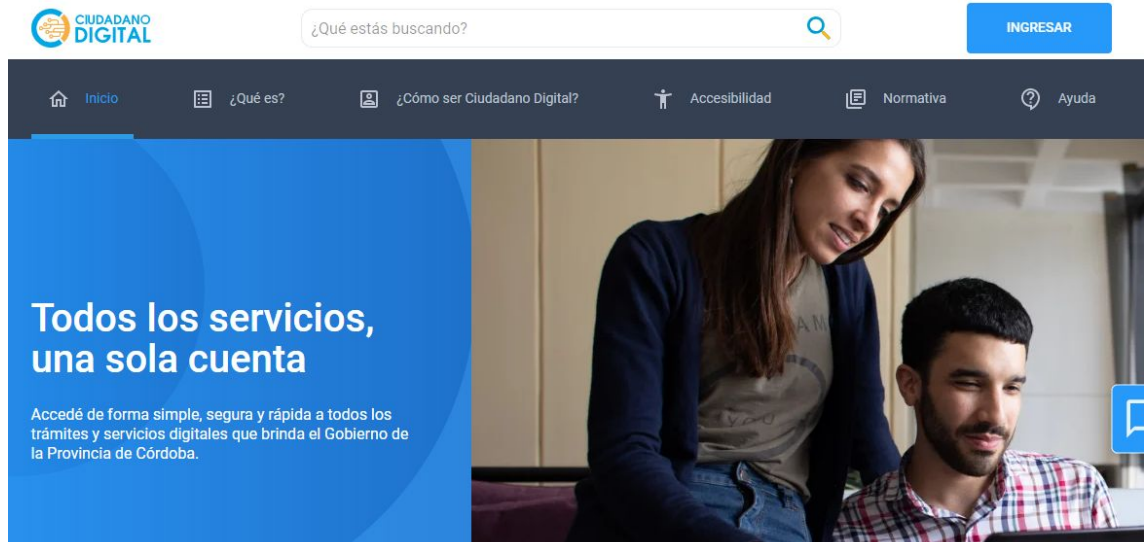 CIUDADANO
DIGITAL
¿Qué estás buscando?
INGRESAR
Inicio
¿Qué es?
¿Cómo ser Ciudadano Digital?
Accesibilidad
Normativa
Ayuda
Todos los servicios,
una sola cuenta
Accedé de forma simple, segura y rápida a todos los
trámites y servicios digitales que brinda el Gobierno de
la Provincia de Córdoba.